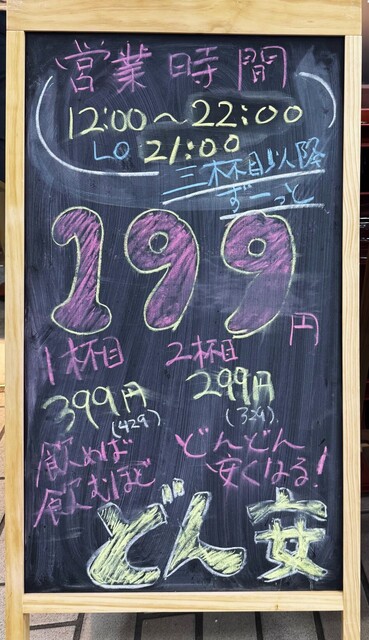 営業時間
12:00～22:00
LO 21:00
三杯目以降
ずーっと
199円
1杯目 2杯目
399円 299円
(429) (329)
飲めば どんどん
飲むほど 安くなる!
どん安